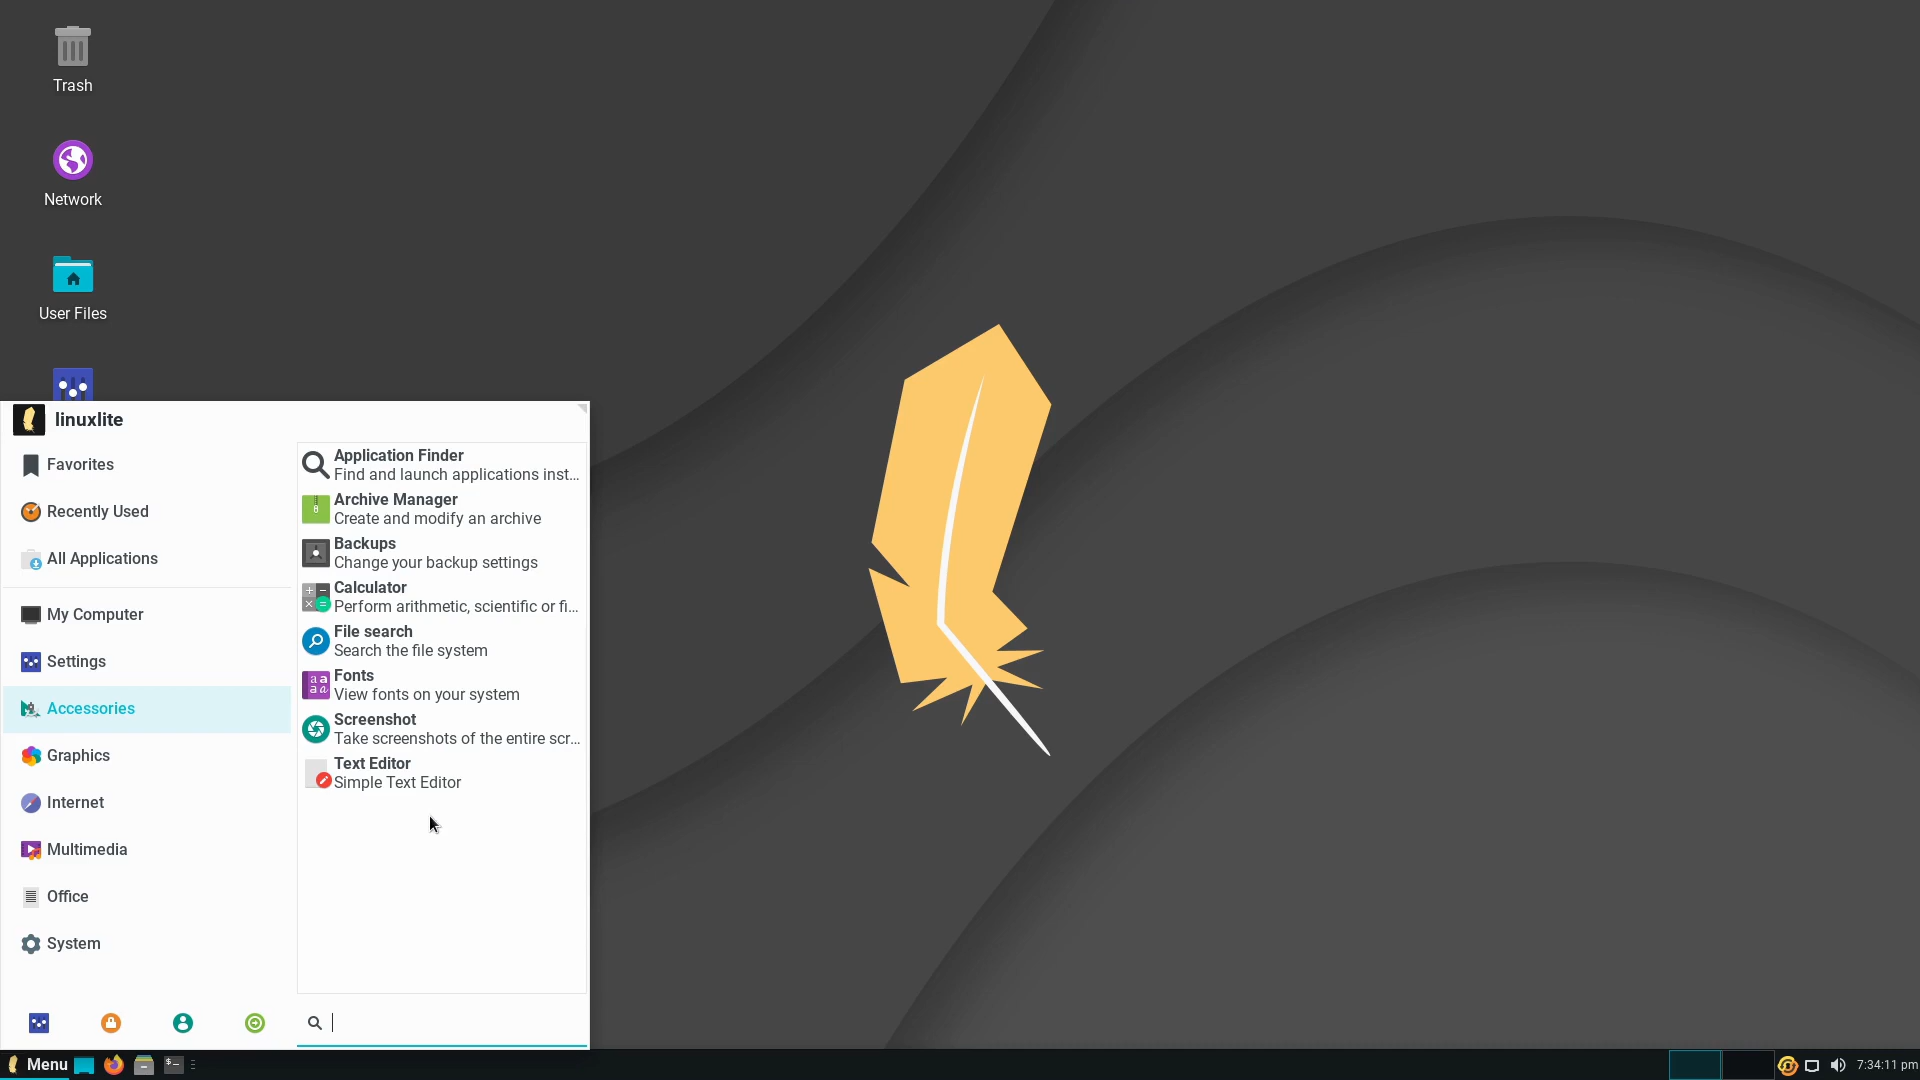 Trash
Network
User Files
linuxlite
Favorites
Recently Used
All Applications
My Computer
Settings
Accessories
Graphics
Internet
Multimedia
Office
System
Application Finder
Find and launch applications inst...
Archive Manager
Create and modify an archive
Backups
Change your backup settings
Calculator
Perform arithmetic, scientific or fi...
File search
Search the file system
Fonts
View fonts on your system
Screenshot
Take screenshots of the entire scr...
Text Editor
Simple Text Editor
Menu
7:34:11 pm